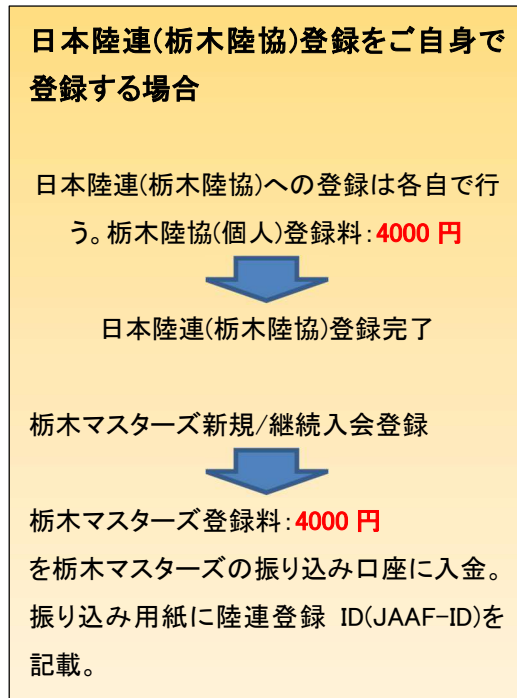 日本陸連(栃木陸協)登録をご自身で
登録する場合
日本陸連(栃木陸協)への登録は各自で行
う。栃木陸協(個人)登録料:4000 円
日本陸連(栃木陸協)登録完了
栃木マスターズ新規/継続入会登録
栃木マスターズ登録料:4000 円
を栃木マスターズの振り込み口座に入金。
振り込み用紙に陸連登録 ID(JAAF-ID)を
記載。